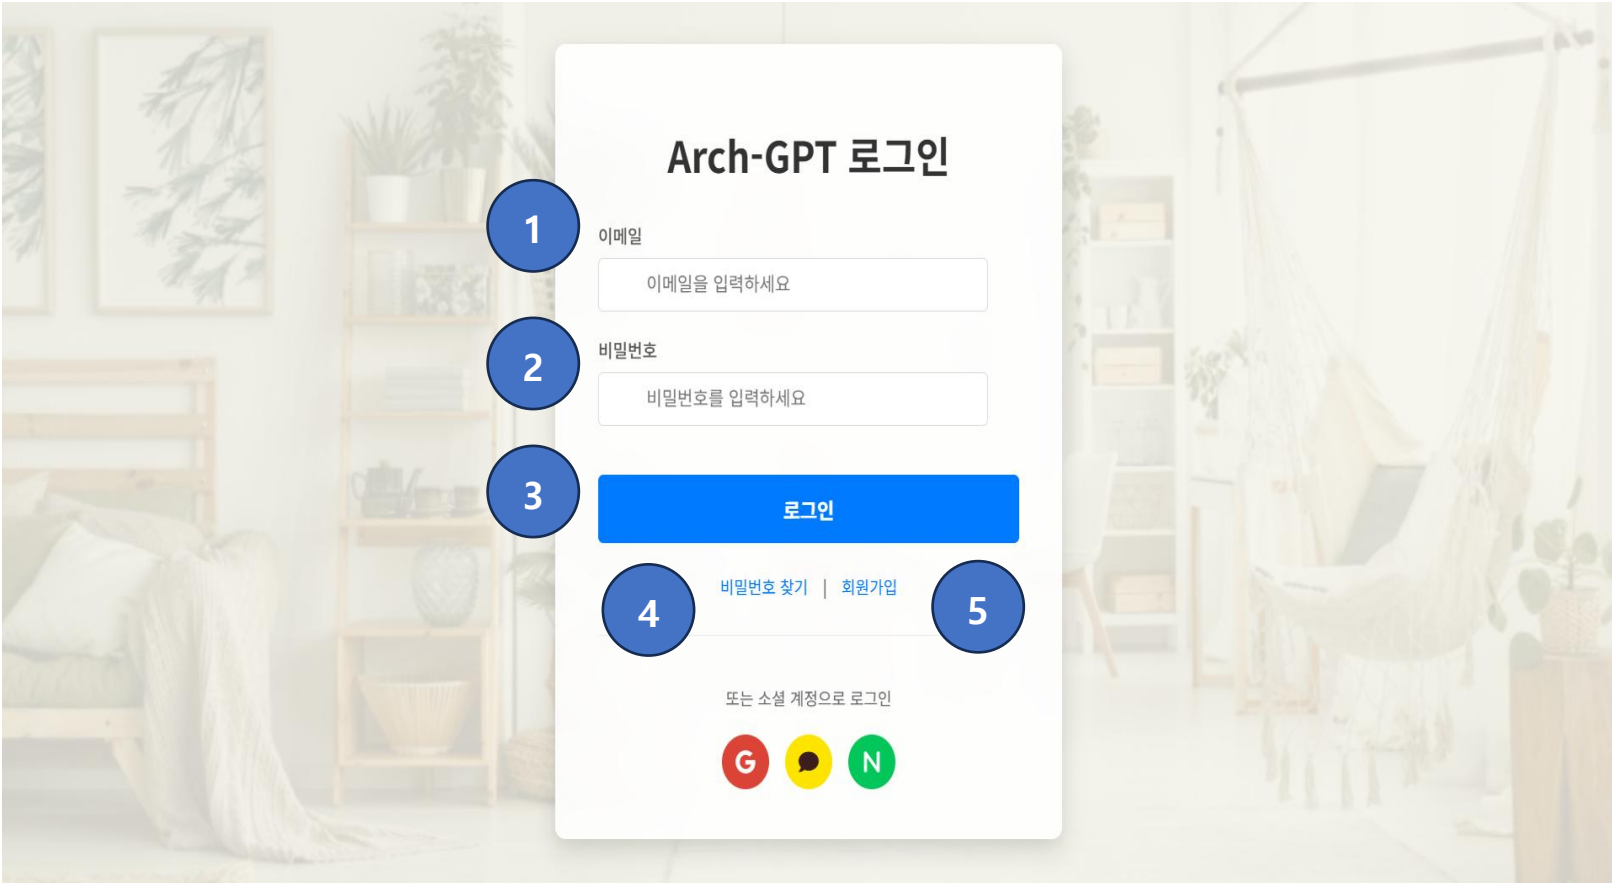 Arch-GPT 로그인
1
이메일
이메일을 입력하세요
2
비밀번호
비밀번호를 입력하세요
3
로그인
4
비밀번호 찾기 | 회원가입
5
또는 소셜 계정으로 로그인
G
N